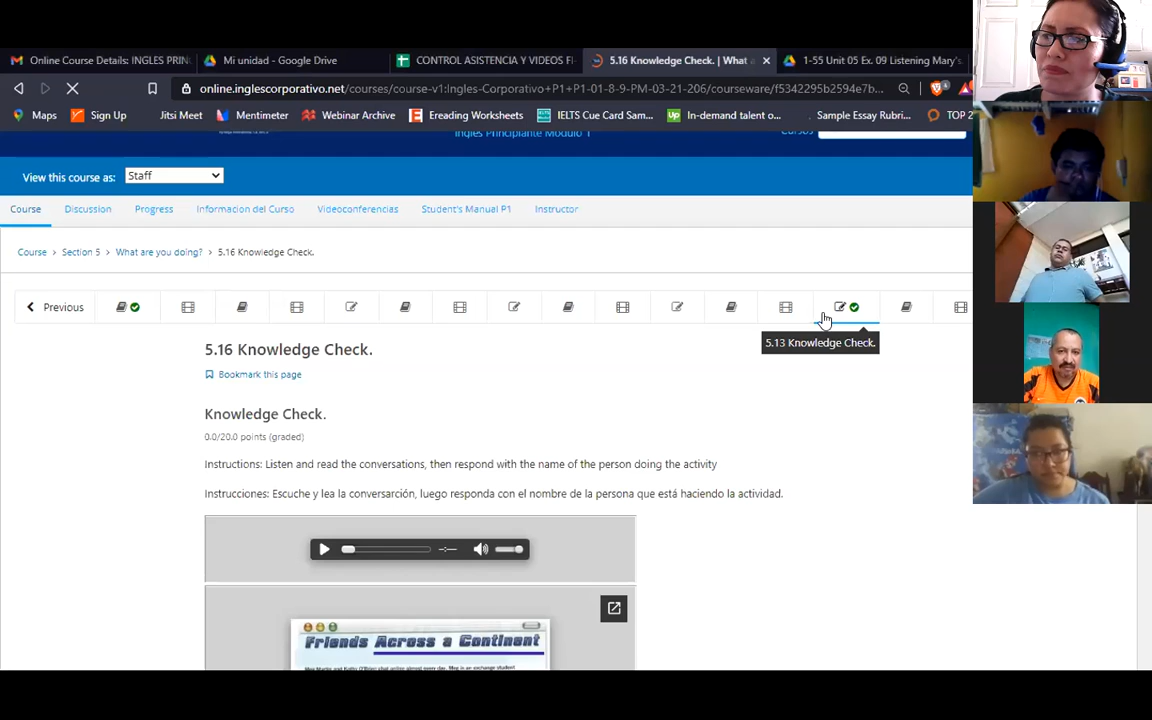 Online Course Details: INGLES PRIN
Mi unidad - Google Drive
CONTROL ASISTENCIA Y VIDEOS FI
5.16 Knowledge Check. | What a
1-55 Unit 05 Ex. 09 Listening Mary's
online.inglescorporativo.net/courses/course-v1:Ingles-Corporativo+P1+P1-01-8-9-PM-03-21-206/courseware/f5342295b2594e7b...
Maps
Sign Up
Jitsi Meet
Mentimeter
Webinar Archive
Ereading Worksheets
IELTS Cue Card Sam...
In-demand talent o...
Sample Essay Rubri...
TOP 2
Ingles Principiante Modulo 1
Cursos
View this course as:
Staff
Course
Discussion
Progress
Informacion del Curso
Videoconferencias
Student's Manual P1
Instructor
Course > Section 5 > What are you doing? > 5.16 Knowledge Check.
Previous
5.13 Knowledge Check.
5.16 Knowledge Check.
Bookmark this page
Knowledge Check.
0.0/20.0 points (graded)
Instructions: Listen and read the conversations, then respond with the name of the person doing the activity
Instrucciones: Escuche y lea la conversarción, luego responda con el nombre de la persona que está haciendo la actividad.
Friends Across a Continent